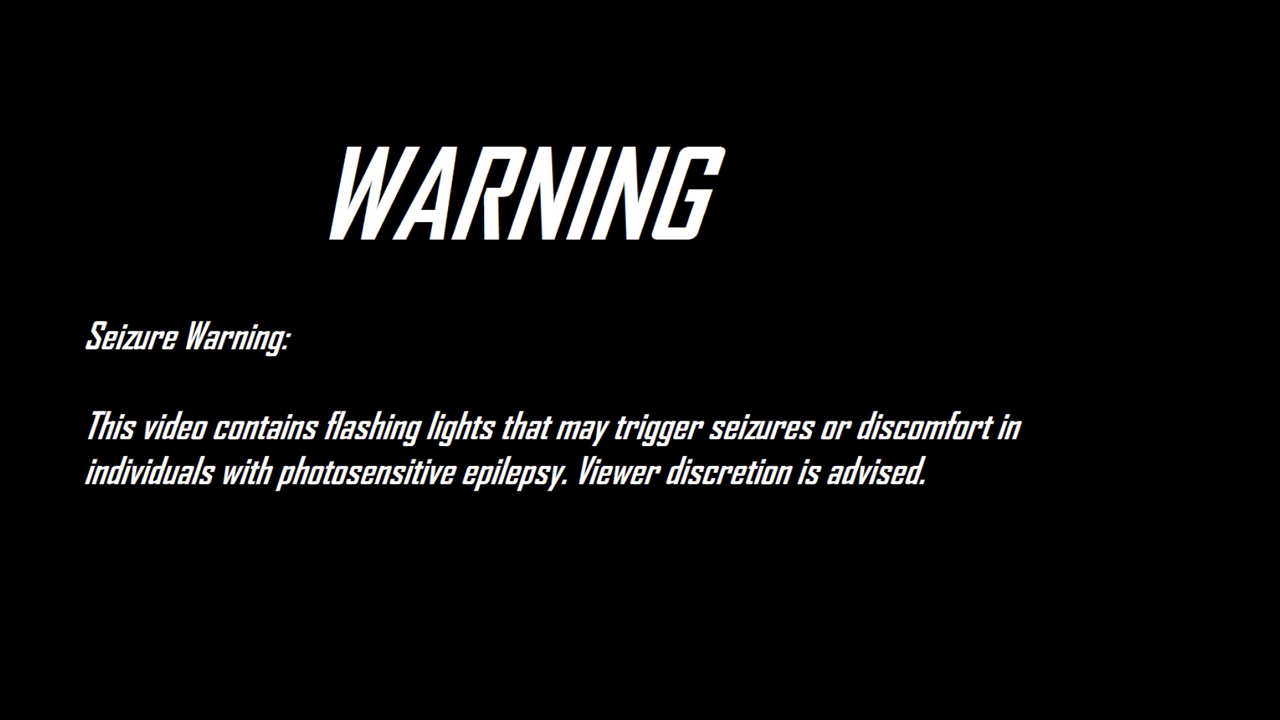 WARNING
Seizure Warning:
This video contains flashing lights that may trigger seizures or discomfort in
individuals with photosensitive epilepsy. Viewer discretion is advised.